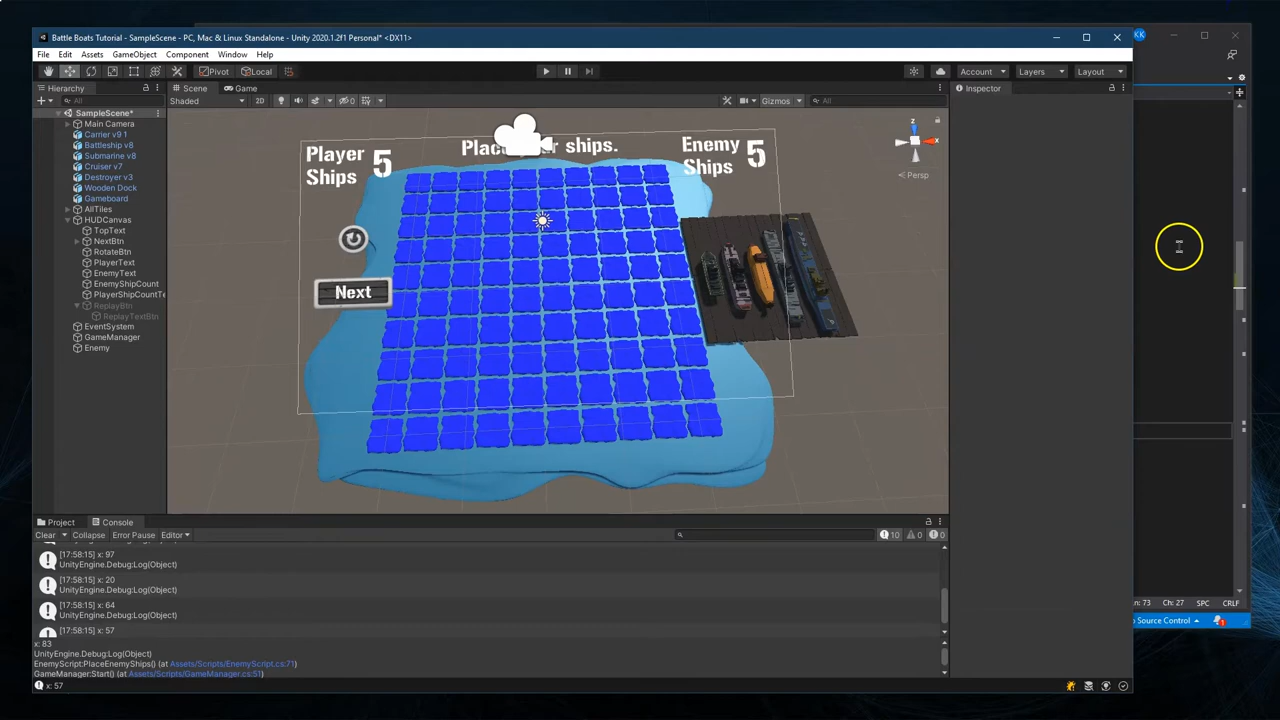 Battle Boats Tutorial - SampleScene - PC, Mac & Linux Standalone - Unity 2020.1.2f1 Personal* <DX11>
KK
File Edit Assets GameObject Component Window Help
Pivot Local Account Layers Layout
Hierarchy Scene Game Inspector
All Shaded 2D 0 Gizmos All
SampleScene*
Main Camera
Carrier v9 1
Battleship v8
Submarine v8
Cruiser v7
Destroyer v3
Wooden Dock
Gameboard
AllTiles
HUDCanvas
TopText
NextBtn
RotateBtn
PlayerText
EnemyText
EnemyShipCount
PlayerShipCountTe
ReplayBtn
ReplayTextBtn
EventSystem
GameManager
Enemy
Player
Ships 5
ships.
Enemy
Ships 5
Next
z
x
Persp
Project Console
Clear Collapse Error Pause Editor 10 0 0
[17:58:15] x: 97
UnityEngine.Debug:Log(Object)
[17:58:15] x: 20
UnityEngine.Debug:Log(Object)
[17:58:15] x: 64
UnityEngine.Debug:Log(Object)
[17:58:15] x: 57
x: 83
UnityEngine.Debug:Log(Object)
EnemyScript:PlaceEnemyShips() (at Assets/Scripts/EnemyScript.cs:71)
GameManager:Start() (at Assets/Scripts/GameManager.cs:51)
x: 57
n: 73 Ch: 27 SPC CRLF
o Source Control 1